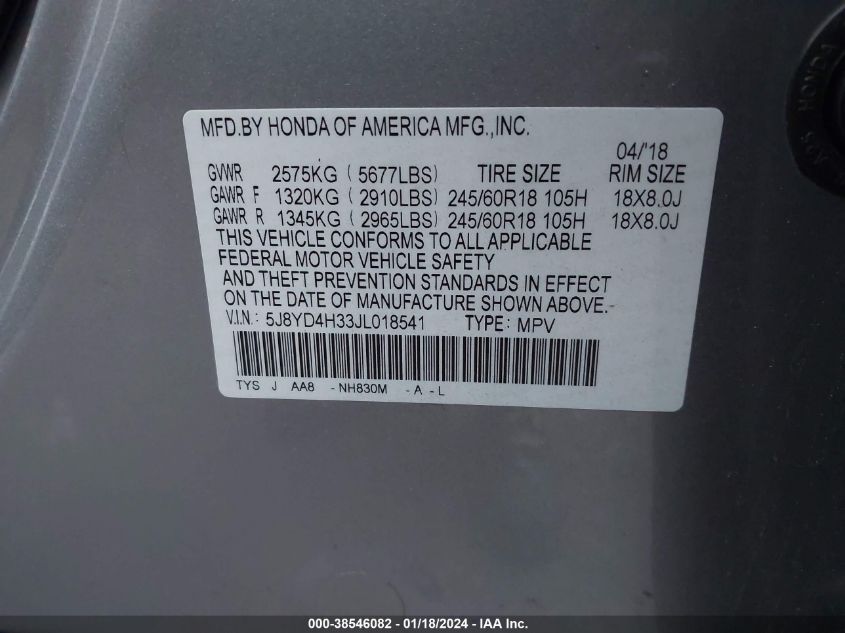 MFD.BY HONDA OF AMERICA MFG.,INC.
04/'18
GVWR 2575KG ( 5677LBS) TIRE SIZE RIM SIZE
GAWR F 1320KG ( 2910LBS) 245/60R18 105H 18X8.0J
GAWR R 1345KG ( 2965LBS) 245/60R18 105H 18X8.0J
THIS VEHICLE CONFORMS TO ALL APPLICABLE
FEDERAL MOTOR VEHICLE SAFETY
AND THEFT PREVENTION STANDARDS IN EFFECT
ON THE DATE OF MANUFACTURE SHOWN ABOVE.
V.I.N.: 5J8YD4H33JL018541 TYPE: MPV
TYS J AA8 -NH830M -A -L
HONDA
000-38546082 - 01/18/2024 - IAA Inc.